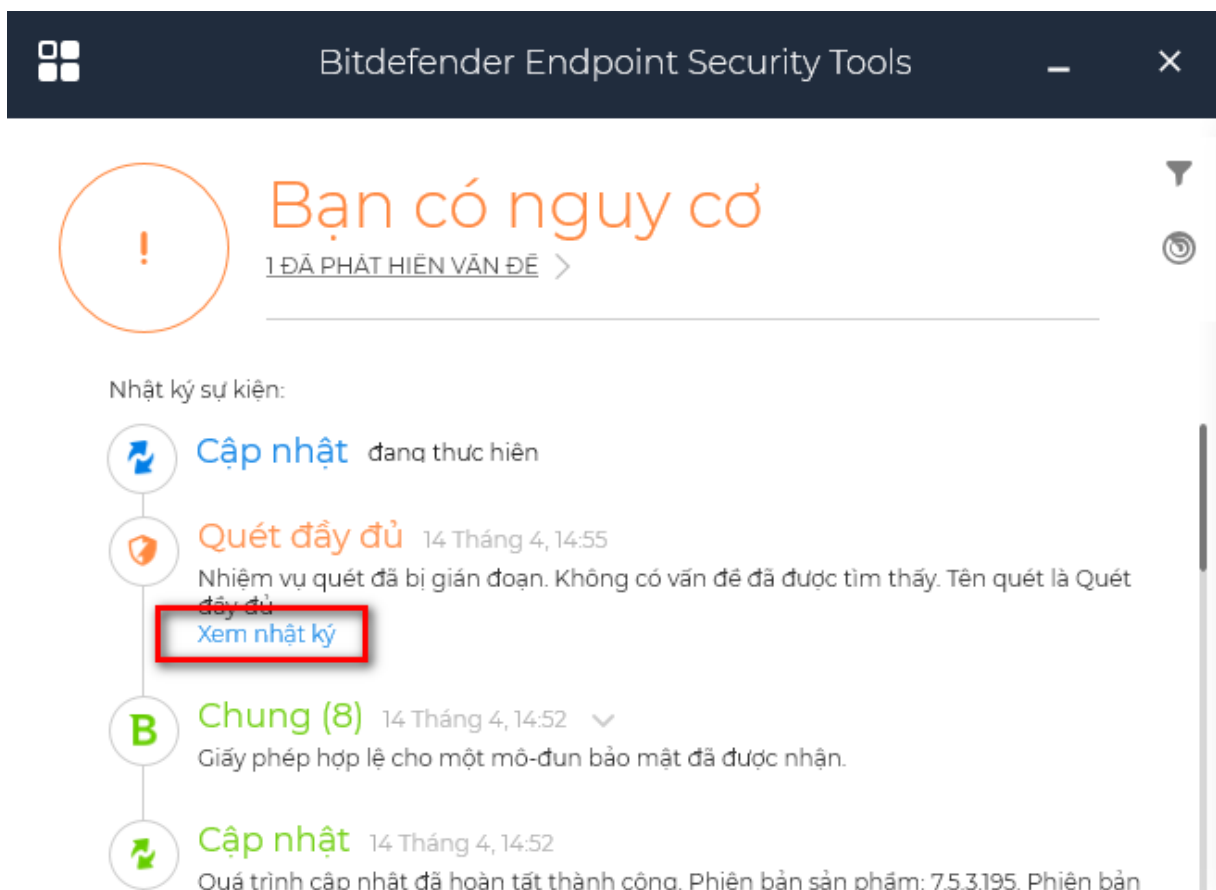 Bitdefender Endpoint Security Tools
Bạn có nguy cơ
1 ĐÃ PHÁT HIỆN VẤN ĐỀ
Nhật ký sự kiện:
Cập nhật đang thực hiện
Quét đầy đủ 14 Tháng 4, 14:55
Nhiệm vụ quét đã bị gián đoạn. Không có vấn đề đã được tìm thấy. Tên quét là Quét
đầy đủ
Xem nhật ký
B Chung (8) 14 Tháng 4, 14:52
Giấy phép hợp lệ cho một mô-đun bảo mật đã được nhận.
Cập nhật 14 Tháng 4, 14:52
Quá trình cập nhật đã hoàn tất thành công. Phiên bản sản phẩm: 7.5.3.195. Phiên bản